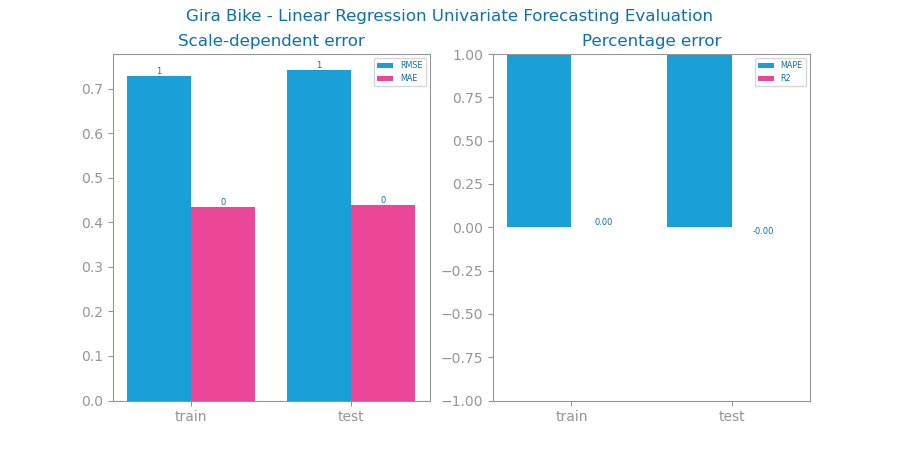 Gira Bike - Linear Regression Univariate Forecasting Evaluation
Scale-dependent error
RMSE
MAE
0.7
0.6
0.5
0.4
0.3
0.2
0.1
0.0
1
0
1
0
train
test
Percentage error
MAPE
R2
1.00
0.75
0.50
0.25
0.00
−0.25
−0.50
−0.75
−1.00
0.00
-0.00
train
test